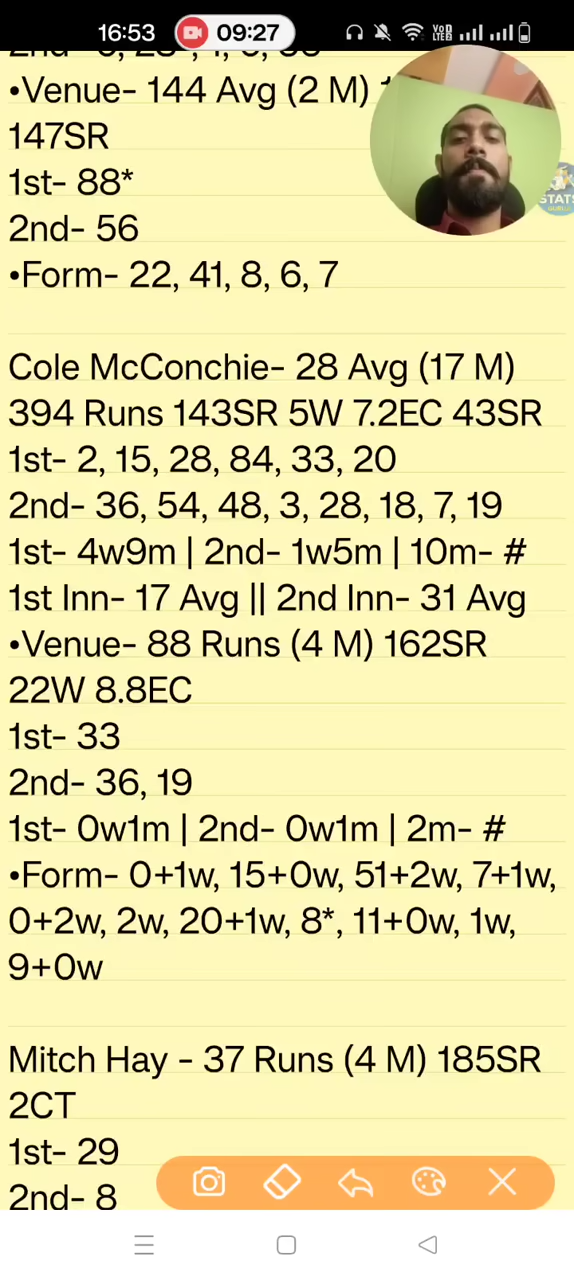 16:53 09:27 VoD LTE
•Venue- 144 Avg (2 M)
147SR
1st- 88*
2nd- 56
•Form- 22, 41, 8, 6, 7
STATS
Cole McConchie- 28 Avg (17 M)
394 Runs 143SR 5W 7.2EC 43SR
1st- 2, 15, 28, 84, 33, 20
2nd- 36, 54, 48, 3, 28, 18, 7, 19
1st- 4w9m | 2nd- 1w5m | 10m- #
1st Inn- 17 Avg || 2nd Inn- 31 Avg
•Venue- 88 Runs (4 M) 162SR
22W 8.8EC
1st- 33
2nd- 36, 19
1st- 0w1m | 2nd- 0w1m | 2m- #
•Form- 0+1w, 15+0w, 51+2w, 7+1w,
0+2w, 2w, 20+1w, 8*, 11+0w, 1w,
9+0w
Mitch Hay - 37 Runs (4 M) 185SR
2CT
1st- 29
2nd- 8